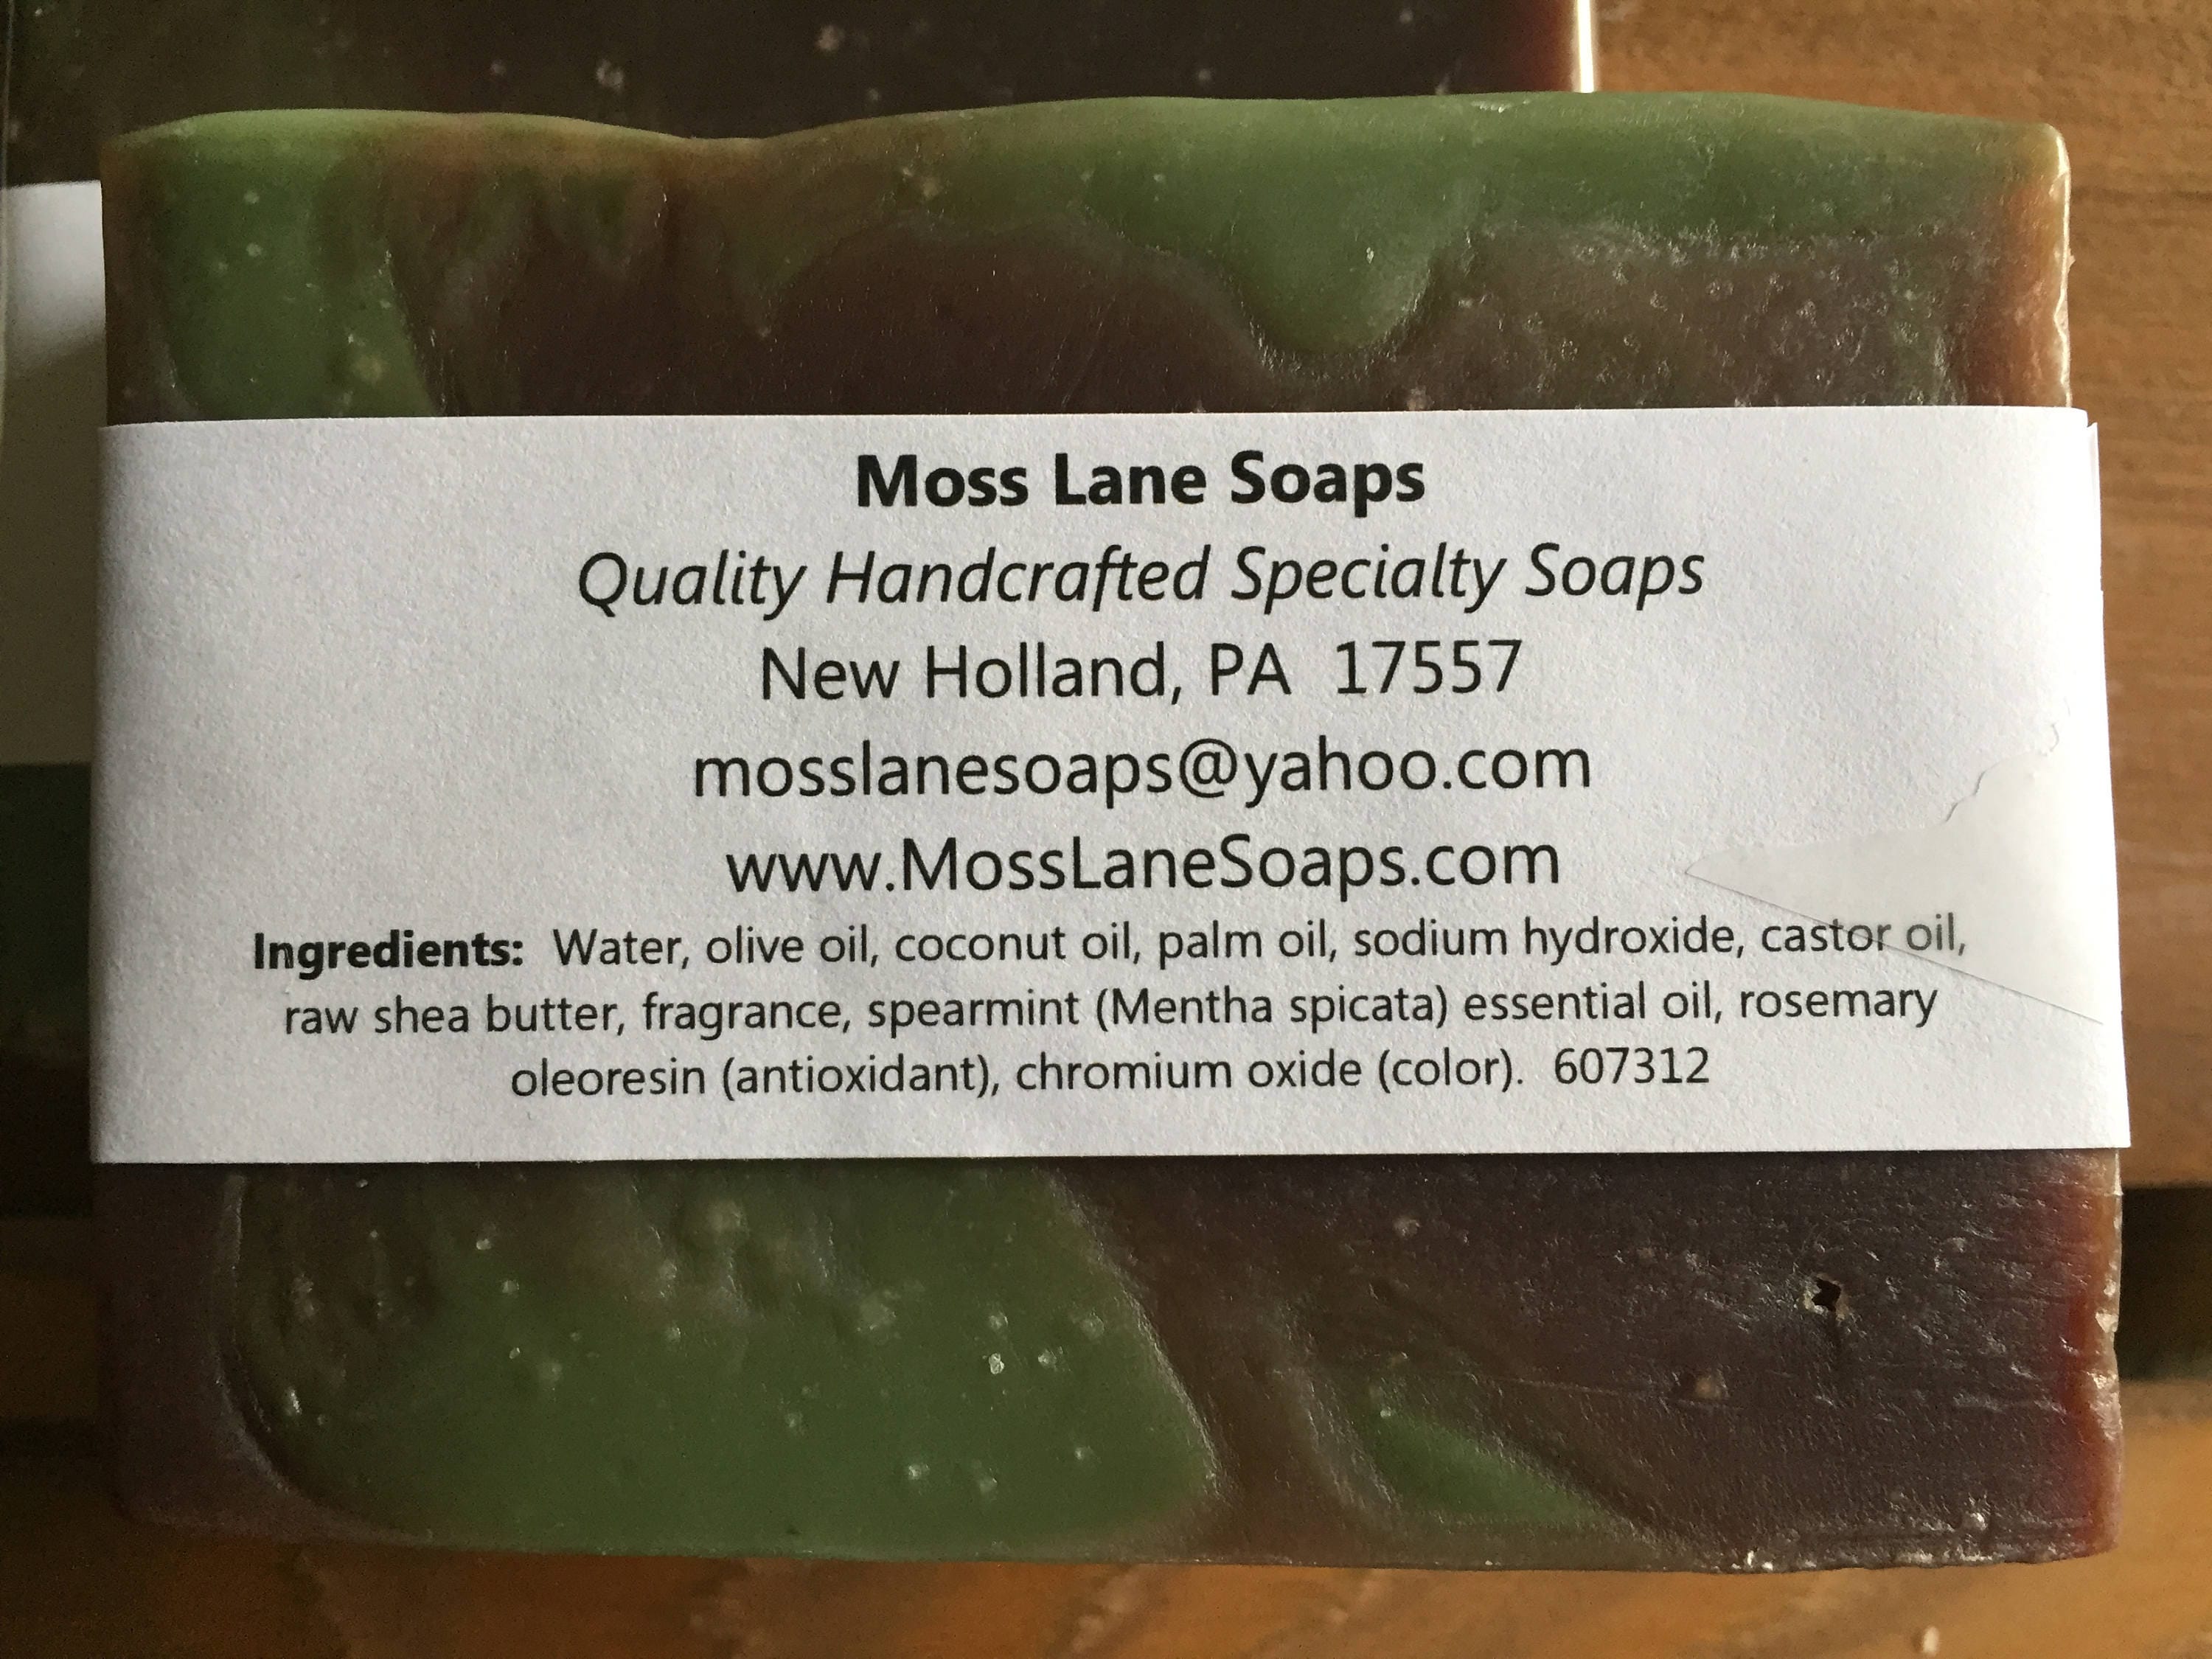 Moss Lane Soaps
Quality Handcrafted Specialty Soaps
New Holland, PA  17557
mosslanesoaps@yahoo.com
www.MossLaneSoaps.com
Ingredients:  Water, olive oil, coconut oil, palm oil, sodium hydroxide, castor oil,
raw shea butter, fragrance, spearmint (Mentha spicata) essential oil, rosemary
oleoresin (antioxidant), chromium oxide (color).  607312